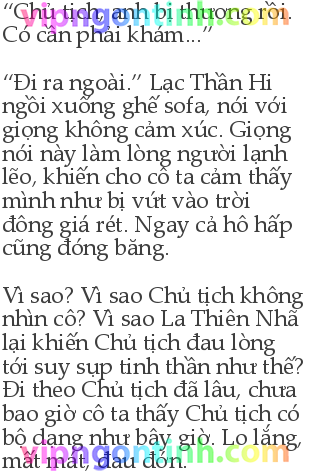 “Chủ tịch, anh bị thương rồi.
Có cần phải khám...”
“Đi ra ngoài.” Lạc Thần Hi
ngồi xuống ghế sofa, nói với
giọng không cảm xúc. Giọng
nói này làm lòng người lạnh
lẽo, khiến cho cô ta cảm thấy
mình như bị vứt vào trời
đông giá rét. Ngay cả hô hấp
cũng đóng băng.
Vì sao? Vì sao Chủ tịch không
nhìn cô? Vì sao La Thiên Nhã
lại khiến Chủ tịch đau lòng
tới suy sụp tinh thần như thế?
Đi theo Chủ tịch đã lâu, chưa
bao giờ cô ta thấy Chủ tịch có
bộ dạng như bây giờ. Lo lắng,
mất mát, đau đớn.
vipngontinh.com
vipngontinh.com